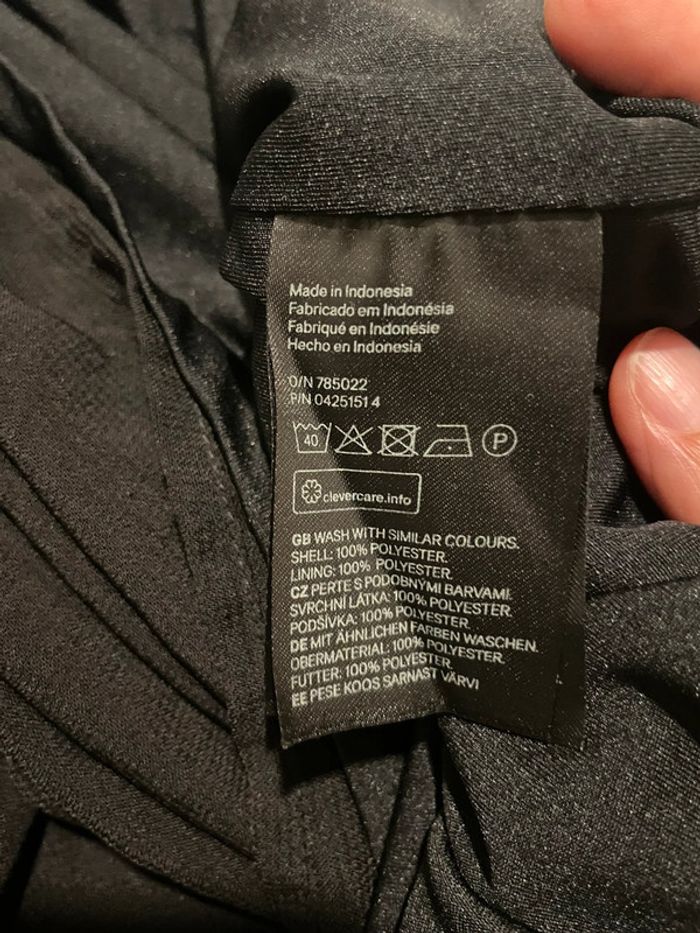 Made in Indonesia
Fabricado em Indonésia
Fabriqué en Indonésie
Hecho en Indonesia
O/N 785022
P/N 0425151 4
40 P
clevercare.info
GB WASH WITH SIMILAR COLOURS.
SHELL: 100% POLYESTER.
LINING: 100% POLYESTER.
CZ PERTE S PODOBNÝMI BARVAMI.
SVRCHNÍ LÁTKA: 100% POLYESTER.
PODŠÍVKA: 100% POLYESTER.
DE MIT ÄHNLICHEN FARBEN WASCHEN.
OBERMATERIAL: 100% POLYESTER.
FUTTER: 100% POLYESTER.
EE PESE KOOS SARNAST VÄRVI